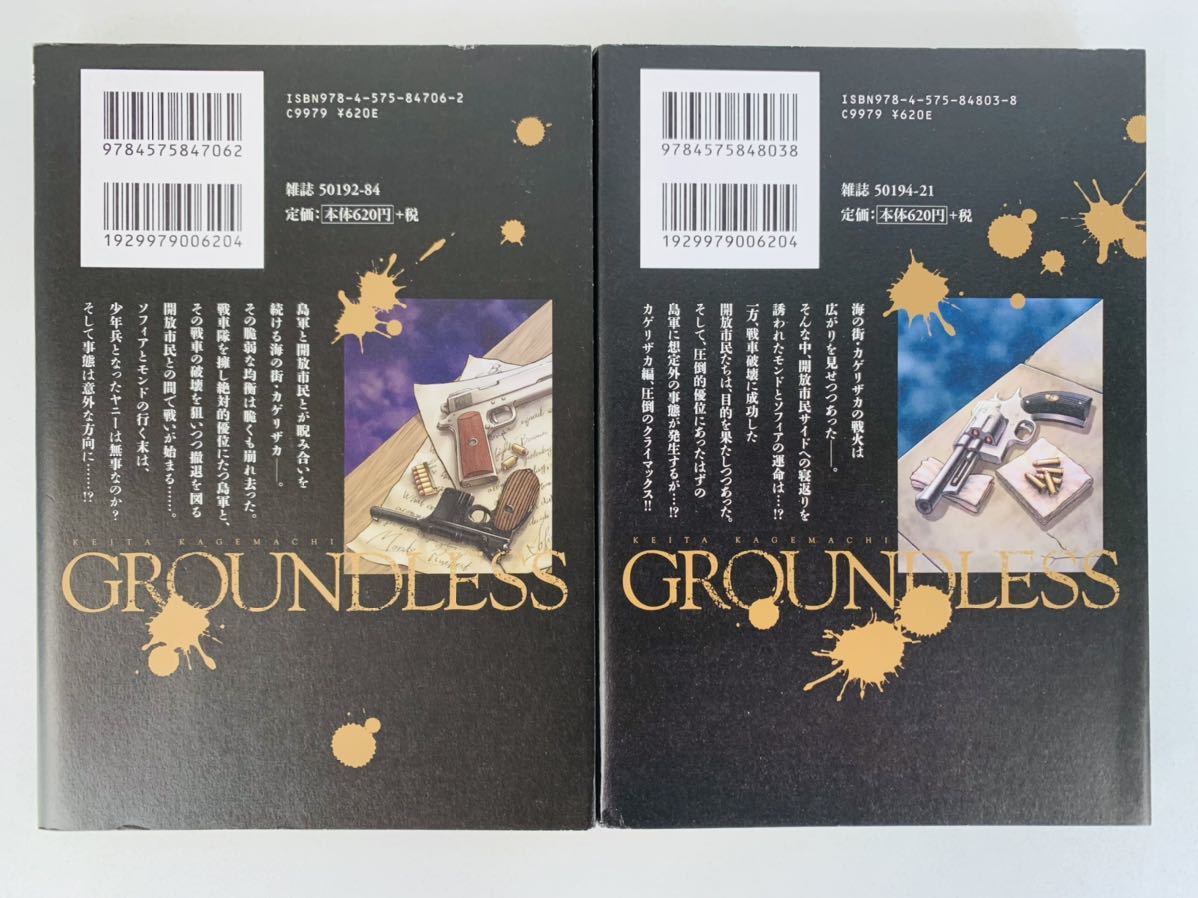 ISBN978-4-575-84706-2
C9979 ¥620E
9784575847062
雑誌 50192-84
定価:本体620円+税
1929979006204
島軍と開放市民とが睨み合いを
続ける海の街・カゲリザカ――。
その脆弱な均衡は脆くも崩れ去った。
戦車隊を擁し絶対的優位にたつ島軍と、
その戦車の破壊を狙いつつ撤退を図る
開放市民との間で戦いが始まる……。
ソフィアとモンドの行く末は、
少年兵となったヤニーは無事なのか?
そして事態は意外な方向に……!?
KEITA KAGEMACHI
GROUNDLESS
ISBN978-4-575-84803-8
C9979 ¥620E
9784575848038
雑誌 50194-21
定価:本体620円+税
1929979006204
海の街・カゲリザカの戦火は
広がりを見せつつあった――。
そんな中、開放市民サイドへの寝返りを
誘われたモンドとソフィアの運命は…!?
一方、戦車破壊に成功した
開放市民たちは、目的を果たしつつあった。
そして、圧倒的優位にあったはずの
島軍に想定外の事態が発生するが…!?
カゲリザカ編、圧倒のクライマックス!!
KEITA KAGEMACHI
GROUNDLESS